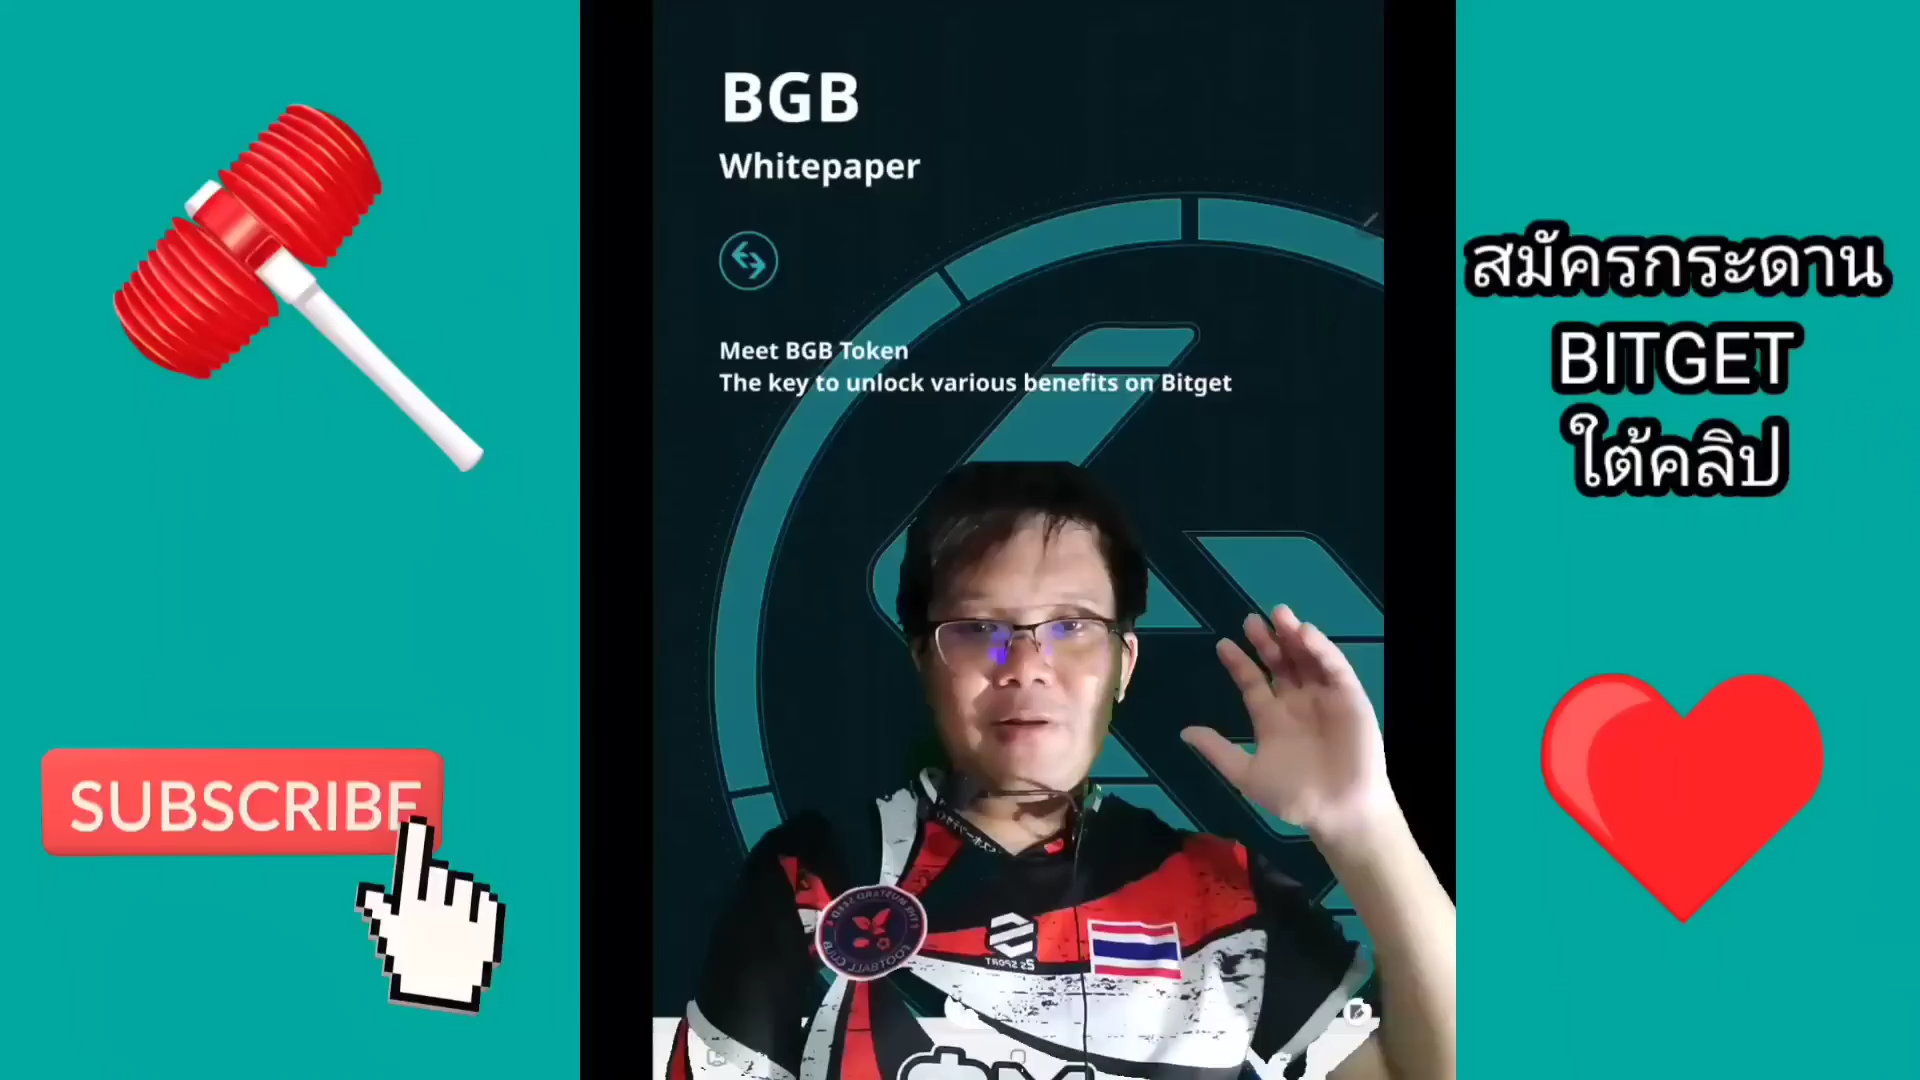 BGB
Whitepaper
Meet BGB Token
The key to unlock various benefits on Bitget
สมัครกระดาน
BITGET
ใต้คลิป
SUBSCRIBE